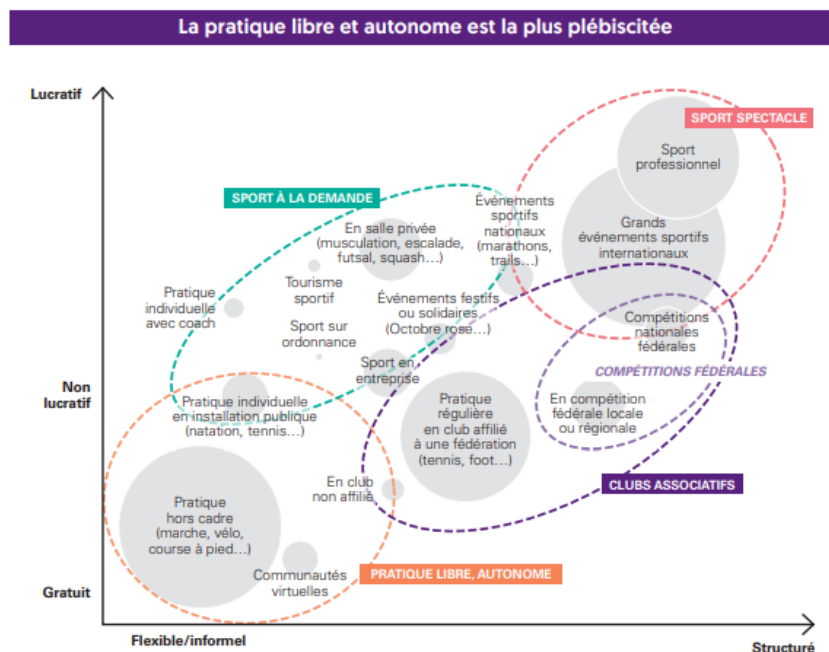 La pratique libre et autonome est la plus plébiscitée
Lucratif
SPORT SPECTACLE
Sport
professionnel
SPORT À LA DEMANDE
Événements
sportifs
nationaux
(marathons,
trails...)
Grands
événements sportifs
internationaux
En salle privée
(musculation, escalade,
futsal, squash...)
Tourisme
sportif
Pratique
individuelle
avec coach
Événements festifs
ou solidaires
(Octobre rose...)
Sport sur
ordonnance
Compétitions
nationales
fédérales
COMPÉTITIONS FÉDÉRALES
Sport en
entreprise
Non
lucratif
Pratique individuelle
en installation publique
(natation, tennis...)
Pratique
régulière
en club affilié
à une fédération
(tennis, foot...)
En compétition
fédérale locale
ou régionale
En club
non affilié
CLUBS ASSOCIATIFS
Pratique
hors cadre
(marche, vélo,
course à pied...)
Communautés
virtuelles
PRATIQUE LIBRE, AUTONOME
Gratuit
Flexible/informel
Structuré